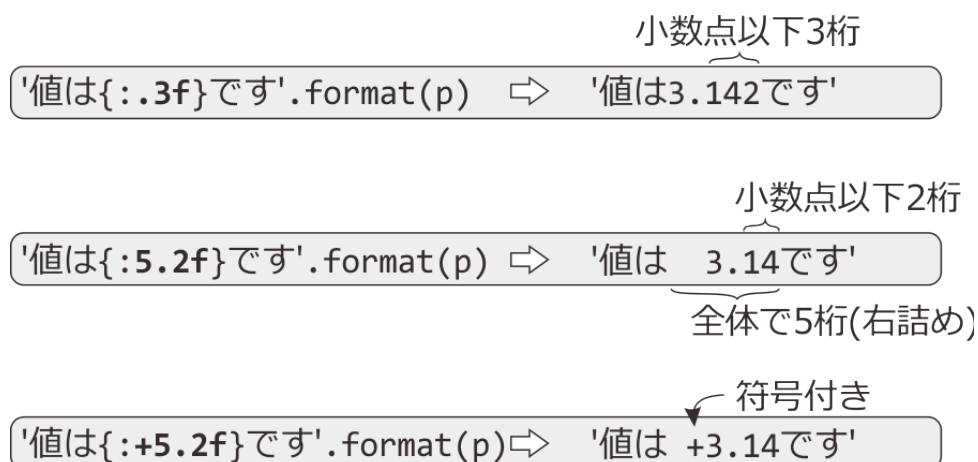 小数点以下3桁
'値は{:.3f}です'.format(p) ⇨ '値は3.142です'
小数点以下2桁
'値は{:5.2f}です'.format(p) ⇨ '値は  3.14です'
全体で5桁(右詰め)
符号付き
'値は{:+5.2f}です'.format(p)⇨ '値は +3.14です'